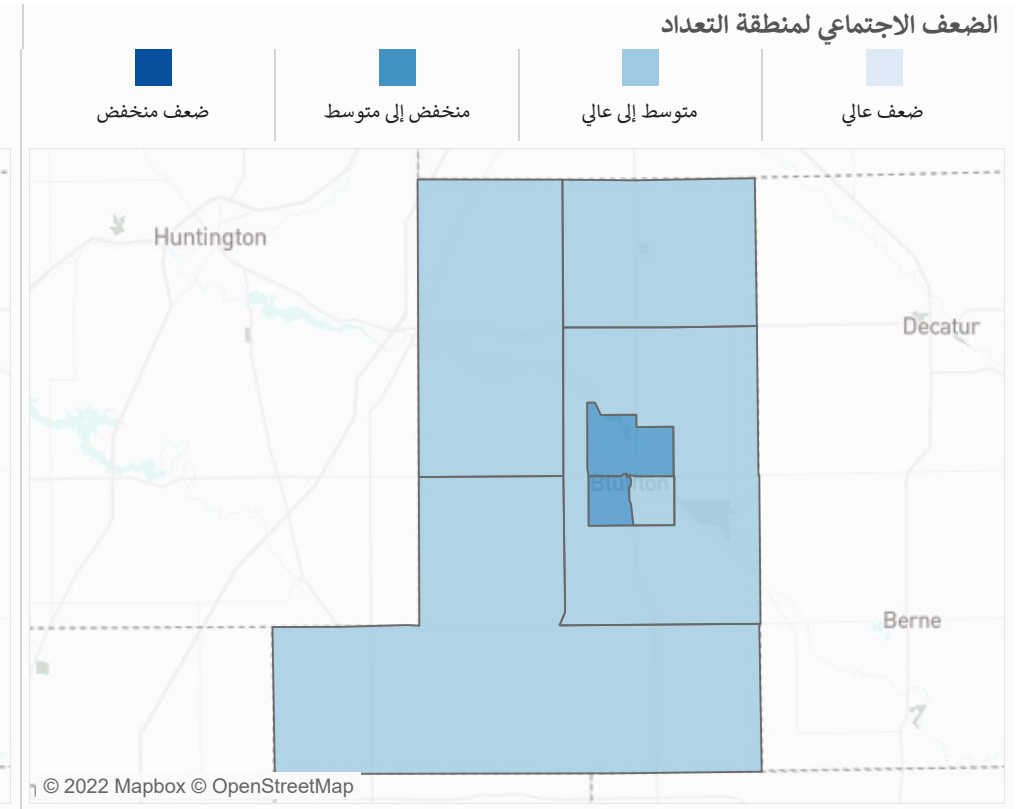 الضعف الاجتماعي لمنطقة التعداد
ضعف عالي
متوسط إلى عالي
منخفض إلى متوسط
ضعف منخفض
Huntington
Decatur
Bluffton
Berne
© 2022 Mapbox © OpenStreetMap